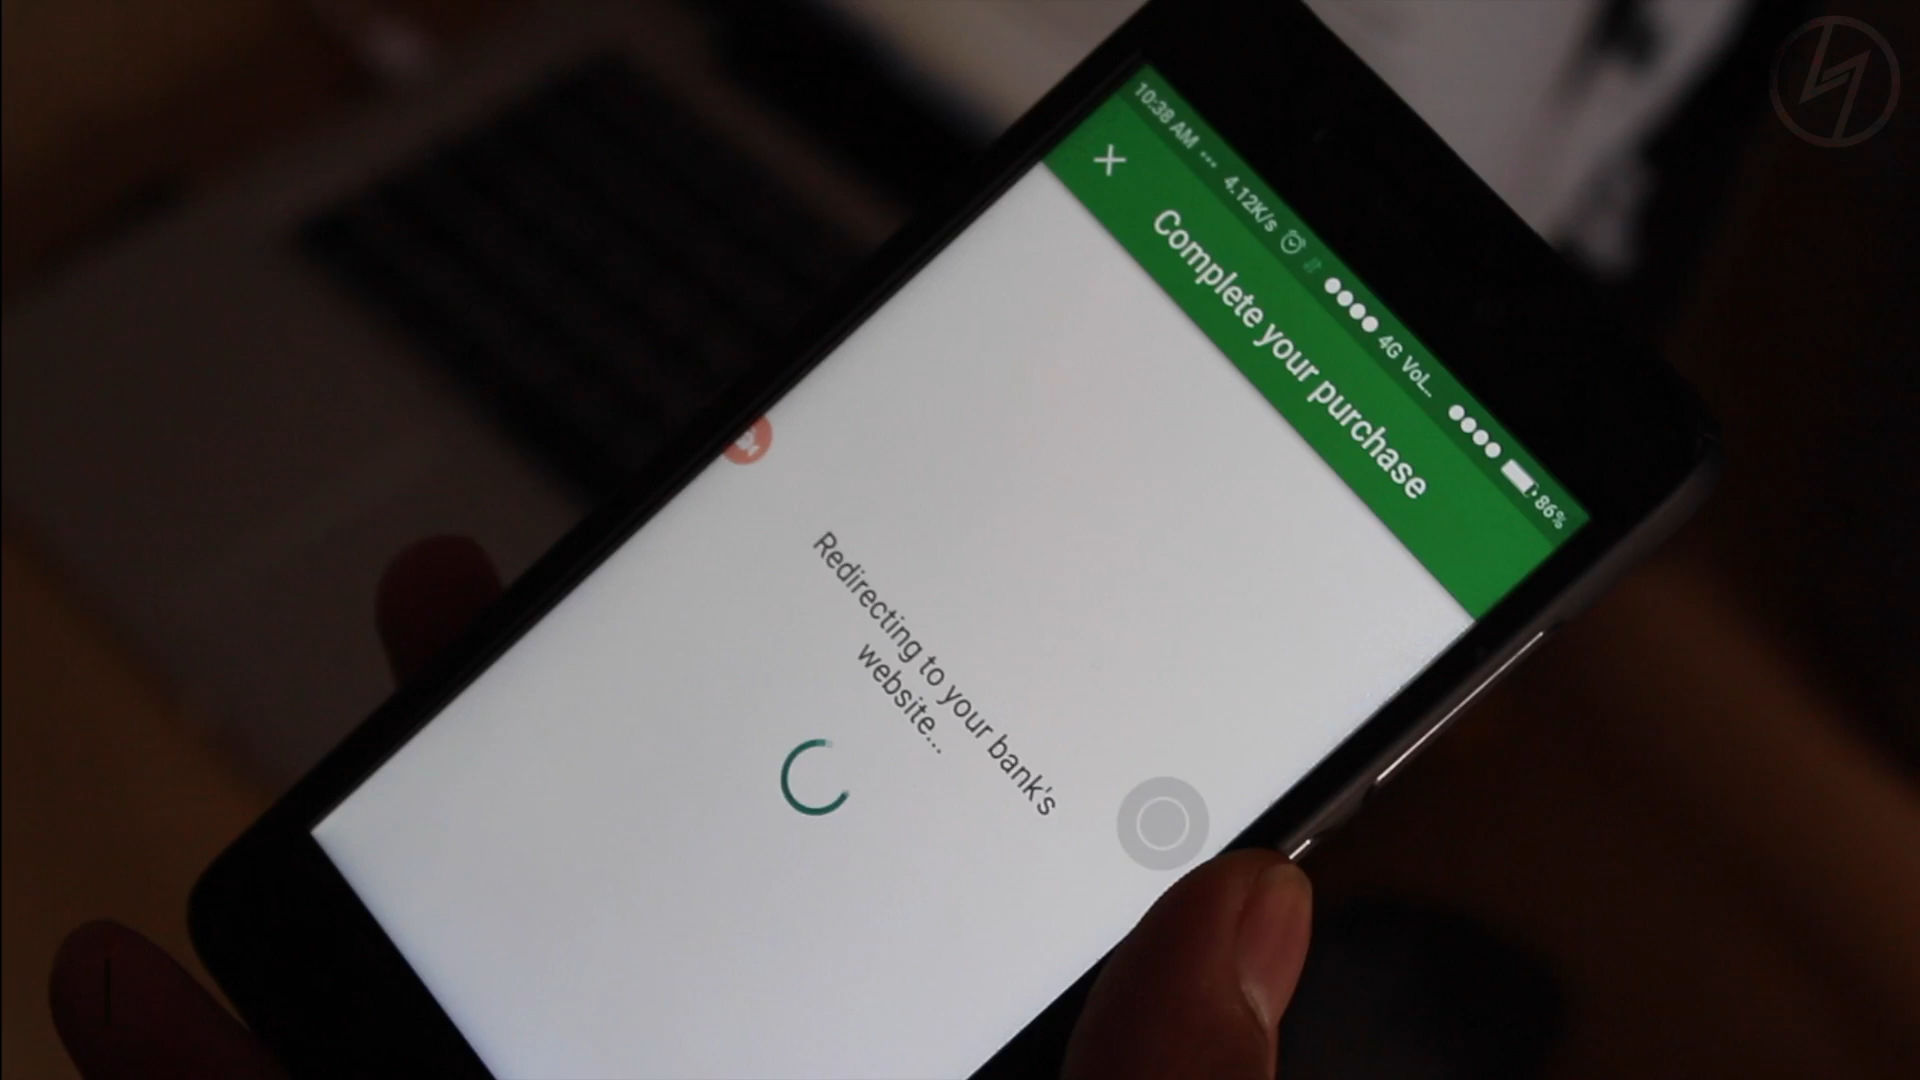 10:38 AM ... 4.12K/s 4G VoL.. 86%
Complete your purchase
Redirecting to your bank's
website...